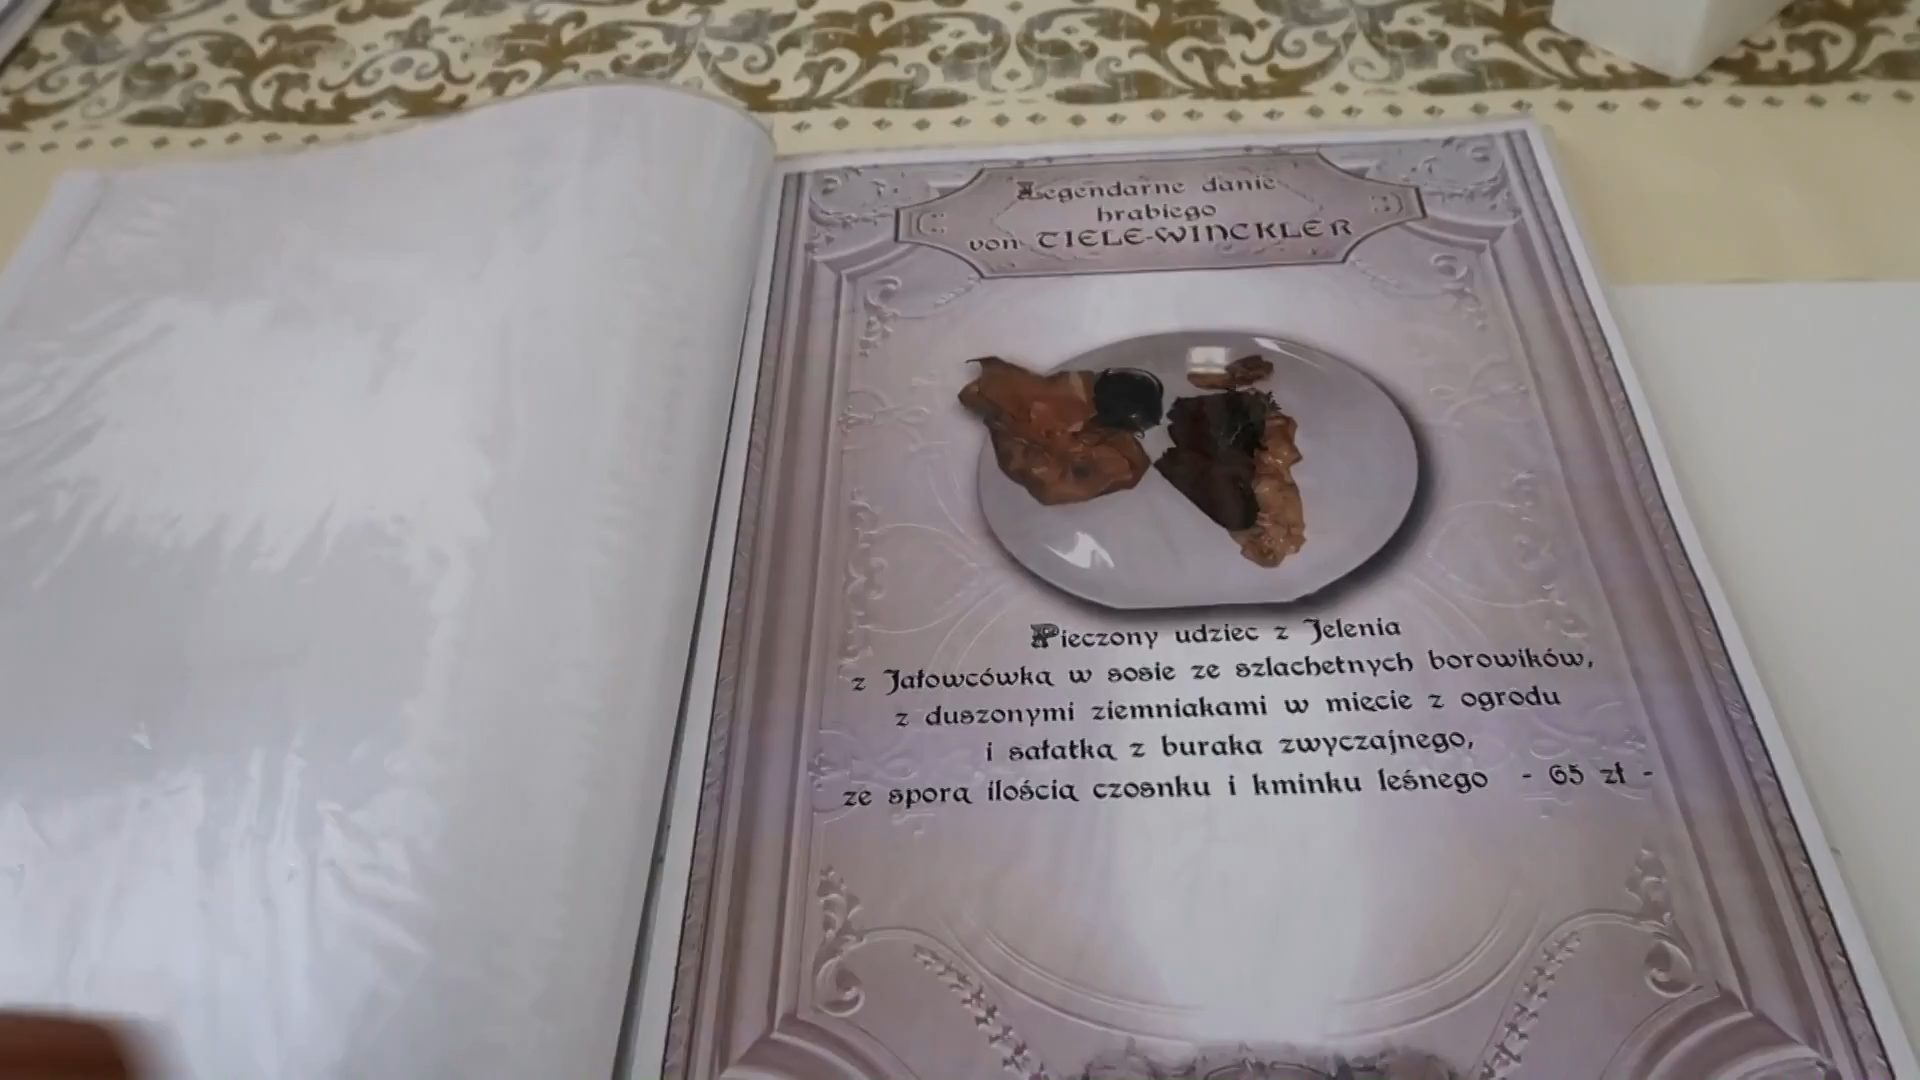 Legendarne danie
hrabiego
von TIELE-WINCKLER
Pieczony udziec z Jelenia
z Jałowcówką w sosie ze szlachetnych borowików,
z duszonymi ziemniakami w mięcie z ogrodu
i sałatką z buraka zwyczajnego,
ze sporą ilością czosnku i kminku leśnego - 65 zł -